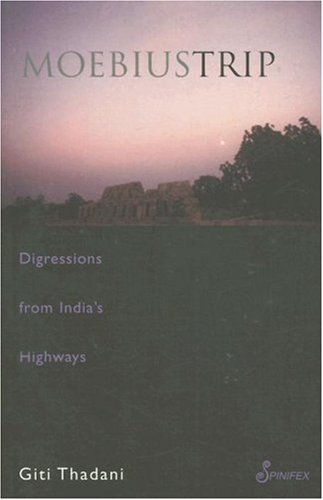 MOEBIUSTRIP
Digressions
from India's
Highways
Giti Thadani
SPINIFEX